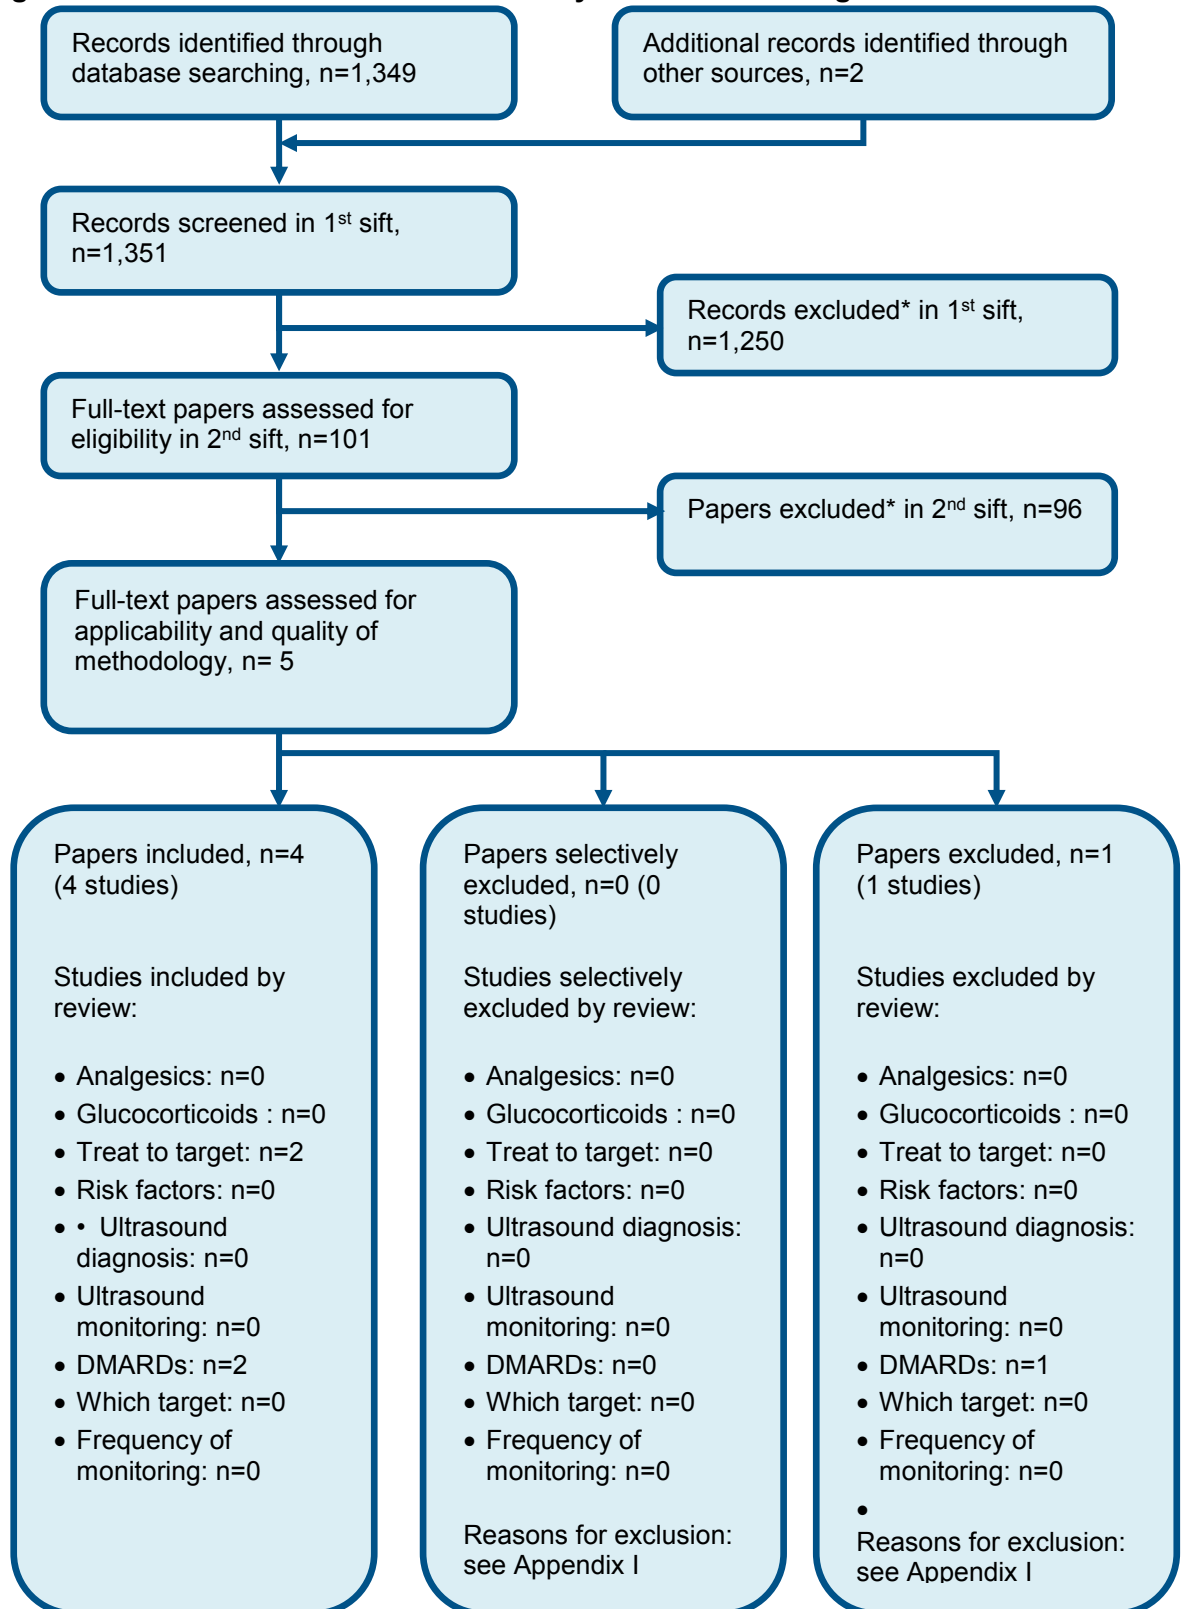 Records identified through
database searching, n=1,349
Additional records identified through
other sources, n=2
Records screened in 1st sift,
n=1,351
Records excluded* in 1st sift,
n=1,250
Full-text papers assessed for
eligibility in 2nd sift, n=101
Papers excluded* in 2nd sift, n=96
Full-text papers assessed for
applicability and quality of
methodology, n= 5
Papers included, n=4
(4 studies)
Studies included by
review:
• Analgesics: n=0
• Glucocorticoids : n=0
• Treat to target: n=2
• Risk factors: n=0
• • Ultrasound
diagnosis: n=0
• Ultrasound
monitoring: n=0
• DMARDs: n=2
• Which target: n=0
• Frequency of
monitoring: n=0
Papers selectively
excluded, n=0 (0
studies)
Studies selectively
excluded by review:
• Analgesics: n=0
• Glucocorticoids : n=0
• Treat to target: n=0
• Risk factors: n=0
• Ultrasound diagnosis:
n=0
• Ultrasound
monitoring: n=0
• DMARDs: n=0
• Which target: n=0
• Frequency of
monitoring: n=0
Reasons for exclusion:
see Appendix I
Papers excluded, n=1
(1 studies)
Studies excluded by
review:
• Analgesics: n=0
• Glucocorticoids : n=0
• Treat to target: n=0
• Risk factors: n=0
• Ultrasound diagnosis:
n=0
• Ultrasound
monitoring: n=0
• DMARDs: n=1
• Which target: n=0
• Frequency of
monitoring: n=0
•
Reasons for exclusion:
see Appendix I